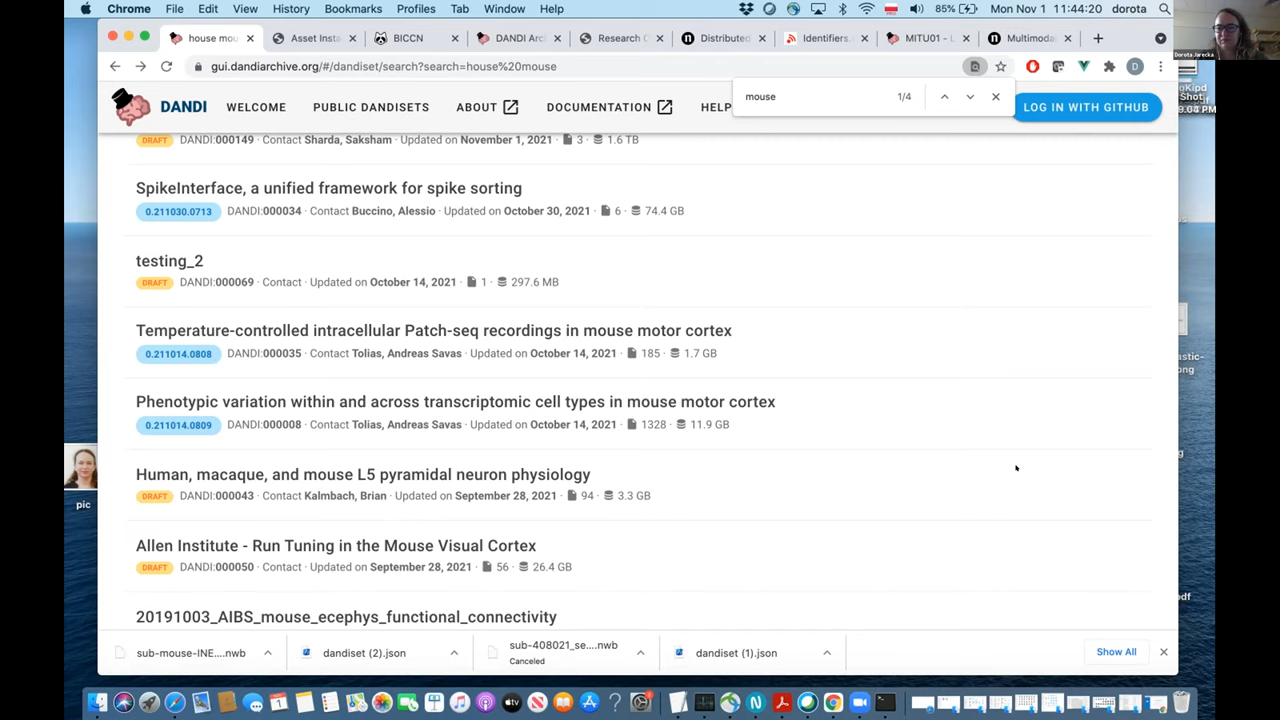 Chrome File Edit View History Bookmarks Profiles Tab Window Help 85% Mon Nov 1 11:44:20 dorota
house mou Asset Inst BICCN DANDI Arc Research C Distributed Identifiers. MITU01 - L Multimoda
gui.dandiarchive.org/#/dandiset/search?search=house%20mouse
Dorota Jarecka
mouse 1/4
DANDI WELCOME PUBLIC DANDISETS ABOUT DOCUMENTATION HELP LOG IN WITH GITHUB
Shot
DRAFT DANDI:000149 · Contact Sharda, Saksham · Updated on November 1, 2021 · 3 · 1.6 TB
SpikeInterface, a unified framework for spike sorting
0.211030.0713 DANDI:000034 · Contact Buccino, Alessio · Updated on October 30, 2021 · 6 · 74.4 GB
testing_2
DRAFT DANDI:000069 · Contact · Updated on October 14, 2021 · 1 · 297.6 MB
Temperature-controlled intracellular Patch-seq recordings in mouse motor cortex
0.211014.0808 DANDI:000035 · Contact Tolias, Andreas Savas · Updated on October 14, 2021 · 185 · 1.7 GB
astic-
ong
Phenotypic variation within and across transcriptomic cell types in mouse motor cortex
0.211014.0809 DANDI:000008 · Contact Tolias, Andreas Savas · Updated on October 14, 2021 · 1328 · 11.9 GB
Human, macaque, and mouse L5 pyramidal neuron physiology
DRAFT DANDI:000043 · Contact Kalmbach, Brian · Updated on September 28, 2021 · 94 · 3.3 GB
pic
Allen Institute - Run Tuning in the Mouse Visual Cortex
DRAFT DANDI:000050 · Contact · Updated on September 28, 2021 · 26.4 GB
pdf
20191003_AIBS_mouse_ecephys_functional_connectivity
sub-mouse-INE....nwb dandiset (2).json sub-408021_se...nwb dandiset (1).json Show All
Canceled